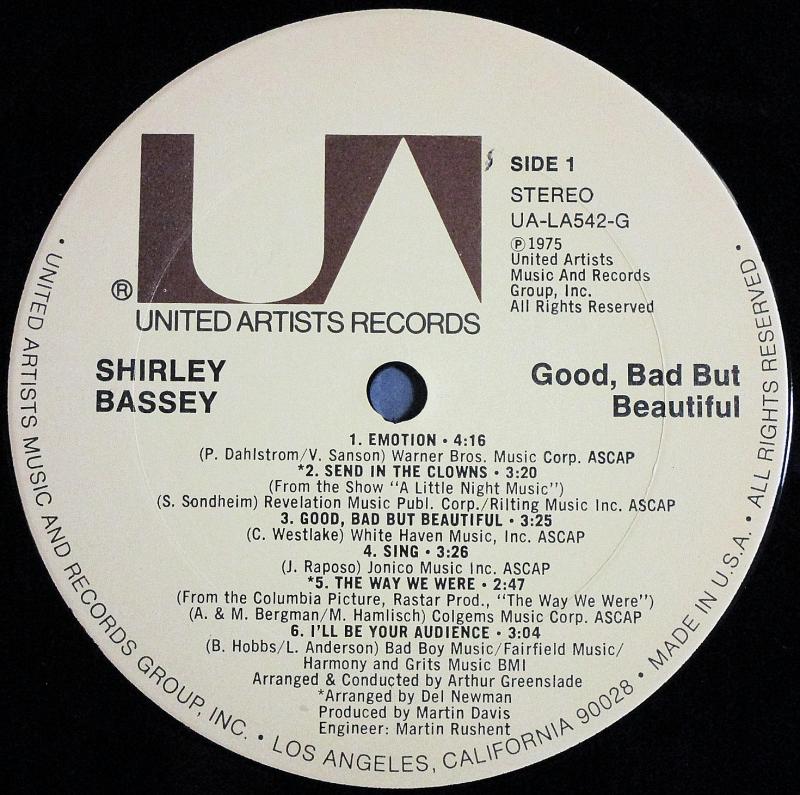 UA
SIDE 1
STEREO
UA-LA542-G
℗ 1975
United Artists
Music And Records
Group, Inc.
All Rights Reserved
®
UNITED ARTISTS RECORDS
SHIRLEY
BASSEY
Good, Bad But
Beautiful
1. EMOTION • 4:16
(P. Dahlstrom/V. Sanson) Warner Bros. Music Corp. ASCAP
*2. SEND IN THE CLOWNS • 3:20
(From the Show "A Little Night Music")
(S. Sondheim) Revelation Music Publ. Corp./Rilting Music Inc. ASCAP
3. GOOD, BAD BUT BEAUTIFUL • 3:25
(C. Westlake) White Haven Music, Inc. ASCAP
4. SING • 3:26
(J. Raposo) Jonico Music Inc. ASCAP
*5. THE WAY WE WERE • 2:47
(From the Columbia Picture, Rastar Prod., "The Way We Were")
(A. & M. Bergman/M. Hamlisch) Colgems Music Corp. ASCAP
6. I'LL BE YOUR AUDIENCE • 3:04
(B. Hobbs/L. Anderson) Bad Boy Music/Fairfield Music/
Harmony and Grits Music BMI
Arranged & Conducted by Arthur Greenslade
*Arranged by Del Newman
Produced by Martin Davis
Engineer: Martin Rushent
• UNITED ARTISTS MUSIC AND RECORDS GROUP, INC. • LOS ANGELES, CALIFORNIA 90028 • MADE IN U.S.A. • ALL RIGHTS RESERVED •